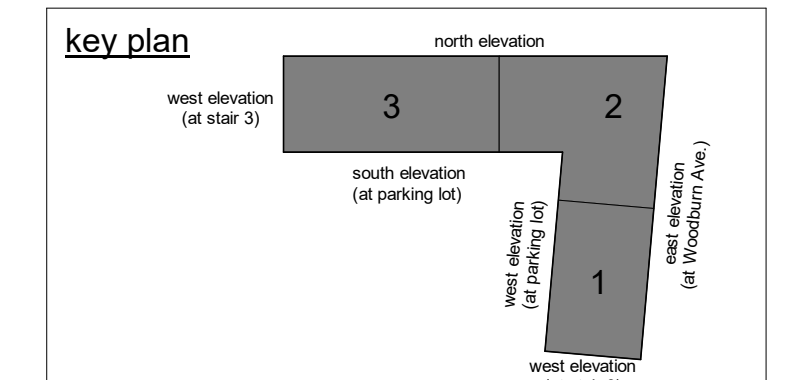 key plan
north elevation
west elevation
(at stair 3)
3
2
south elevation
(at parking lot)
west elevation
(at parking lot)
east elevation
(at Woodburn Ave.)
1
west elevation